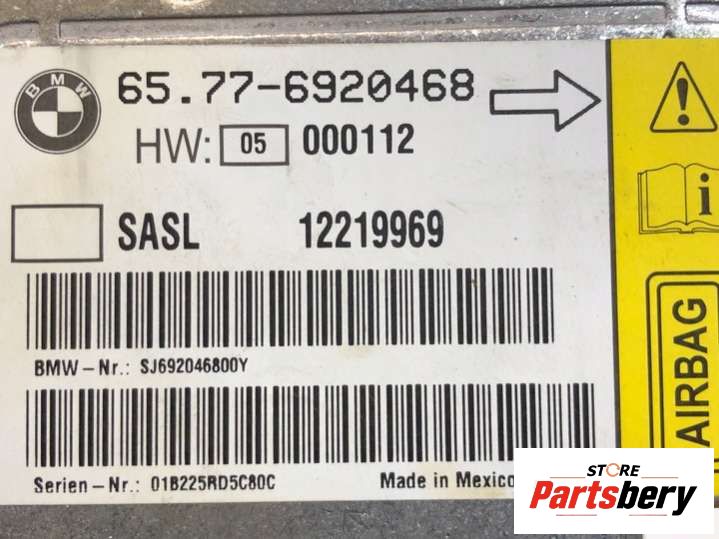 BMW
65.77-6920468
HW: 05 000112
SASL 12219969
BMW-Nr.: SJ692046800Y
Serien-Nr.: 01B225RD5C80C Made in Mexico
AIRBAG
STORE
Partsbery